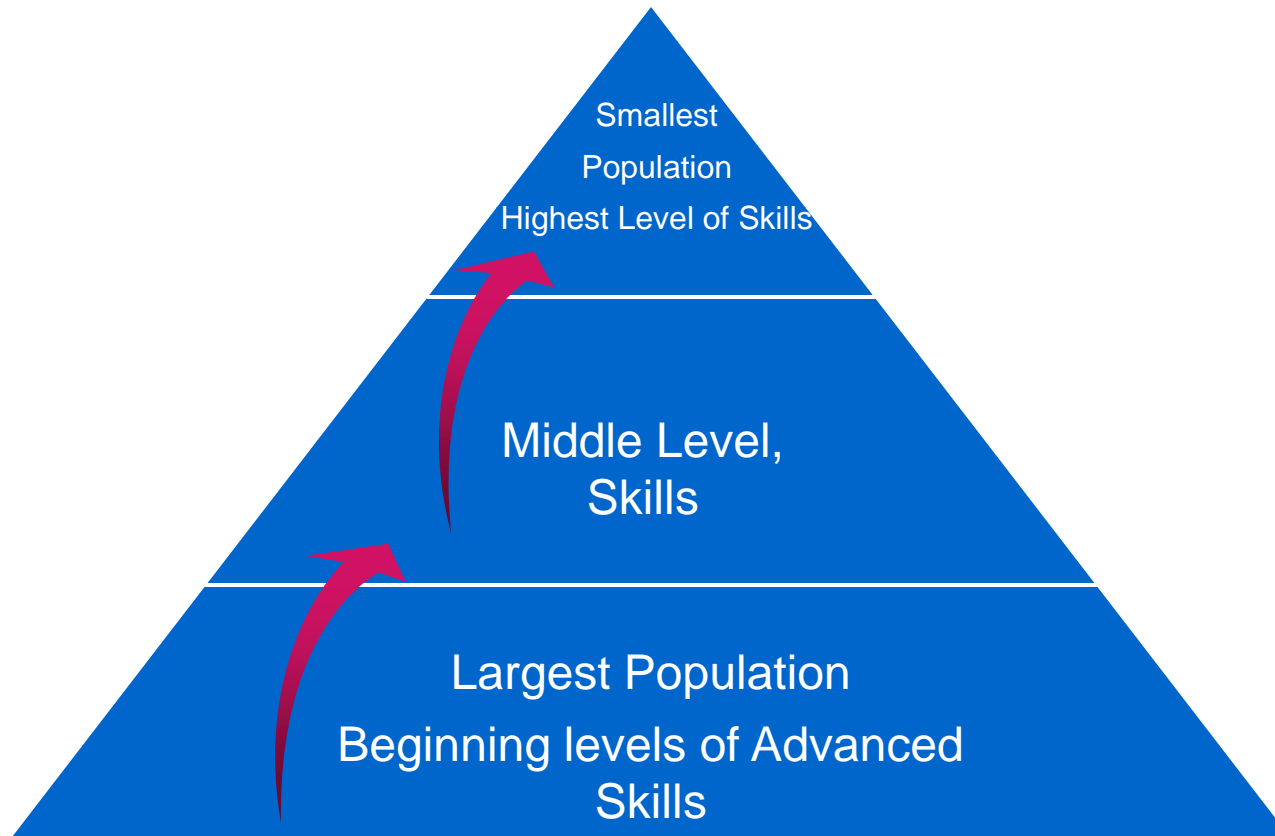 Smallest
Population
Highest Level of Skills
Middle Level,
Skills
Largest Population
Beginning levels of Advanced
Skills